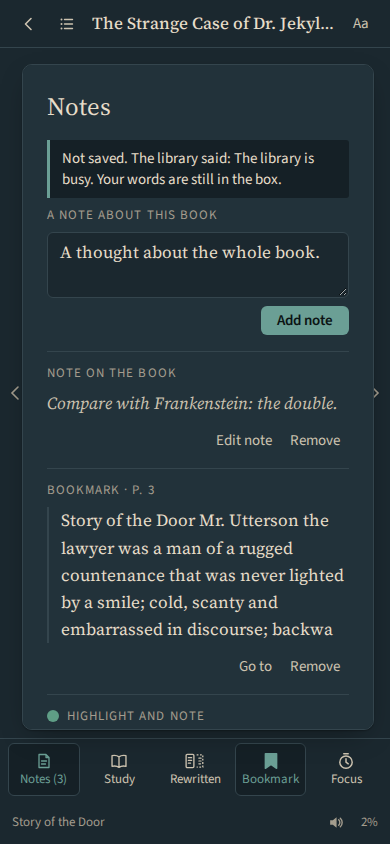 The Strange Case of Dr. Jekyl...
Aa
Notes
Not saved. The library said: The library is
busy. Your words are still in the box.
A NOTE ABOUT THIS BOOK
A thought about the whole book.
Add note
NOTE ON THE BOOK
Compare with Frankenstein: the double.
Edit note Remove
BOOKMARK · P. 3
Story of the Door Mr. Utterson the
lawyer was a man of a rugged
countenance that was never lighted
by a smile; cold, scanty and
embarrassed in discourse; backwa
Go to Remove
HIGHLIGHT AND NOTE
Notes (3) Study Rewritten Bookmark Focus
Story of the Door 2%